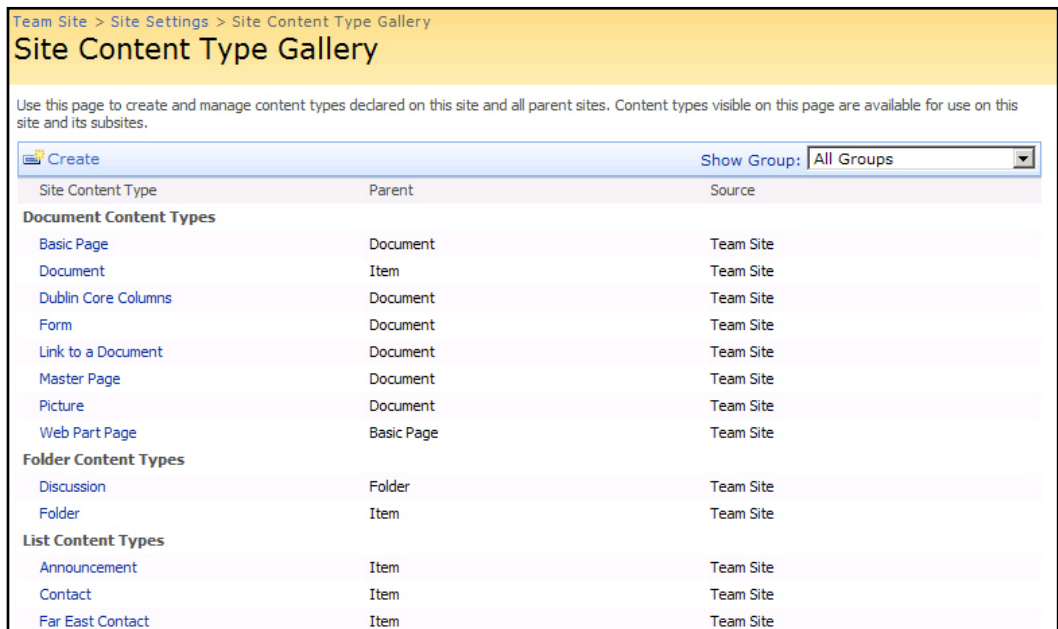 Team Site > Site Settings > Site Content Type Gallery
Site Content Type Gallery
Use this page to create and manage content types declared on this site and all parent sites. Content types visible on this page are available for use on this
site and its subsites.
Create Show Group: All Groups
Site Content Type Parent Source
Document Content Types
Basic Page Document Team Site
Document Item Team Site
Dublin Core Columns Document Team Site
Form Document Team Site
Link to a Document Document Team Site
Master Page Document Team Site
Picture Document Team Site
Web Part Page Basic Page Team Site
Folder Content Types
Discussion Folder Team Site
Folder Item Team Site
List Content Types
Announcement Item Team Site
Contact Item Team Site
Far East Contact Item Team Site